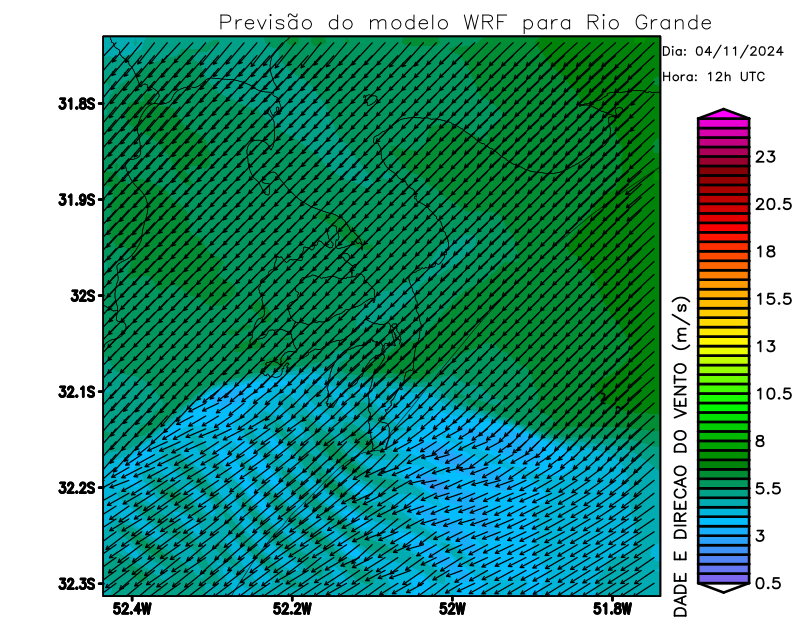 Previsão do modelo WRF para Rio Grande
Dia: 04/11/2024
Hora: 12h UTC
31.8S
31.9S
32S
32.1S
32.2S
32.3S
52.4W
52.2W
52W
51.8W
DADE E DIRECAO DO VENTO (m/s)
23
20.5
18
15.5
13
10.5
8
5.5
3
0.5